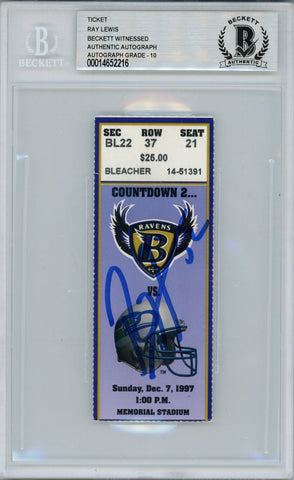 TICKET
RAY LEWIS
BECKETT WITNESSED
AUTHENTIC AUTOGRAPH
AUTOGRAPH GRADE - 10
00014652216
BECKETT
BECKETT
AUTHENTIC
SEC ROW SEAT
BL22 37 21
$25.00
BLEACHER 14-51391
COUNTDOWN 2...
RAVENS
B
VS.
TM
Sunday, Dec. 7, 1997
1:00 P.M.
MEMORIAL STADIUM